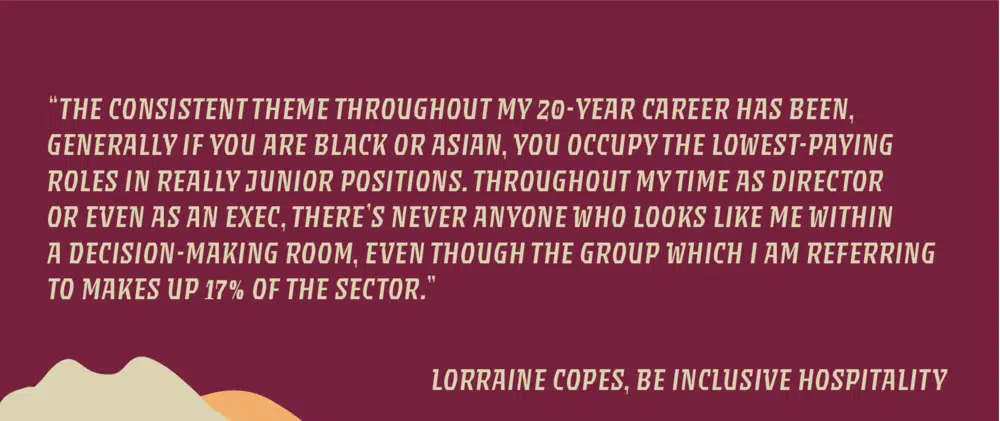 “THE CONSISTENT THEME THROUGHOUT MY 20-YEAR CAREER HAS BEEN,
GENERALLY IF YOU ARE BLACK OR ASIAN, YOU OCCUPY THE LOWEST-PAYING
ROLES IN REALLY JUNIOR POSITIONS. THROUGHOUT MY TIME AS DIRECTOR
OR EVEN AS AN EXEC, THERE’S NEVER ANYONE WHO LOOKS LIKE ME WITHIN
A DECISION-MAKING ROOM, EVEN THOUGH THE GROUP WHICH I AM REFERRING
TO MAKES UP 17% OF THE SECTOR.”
LORRAINE COPES, BE INCLUSIVE HOSPITALITY